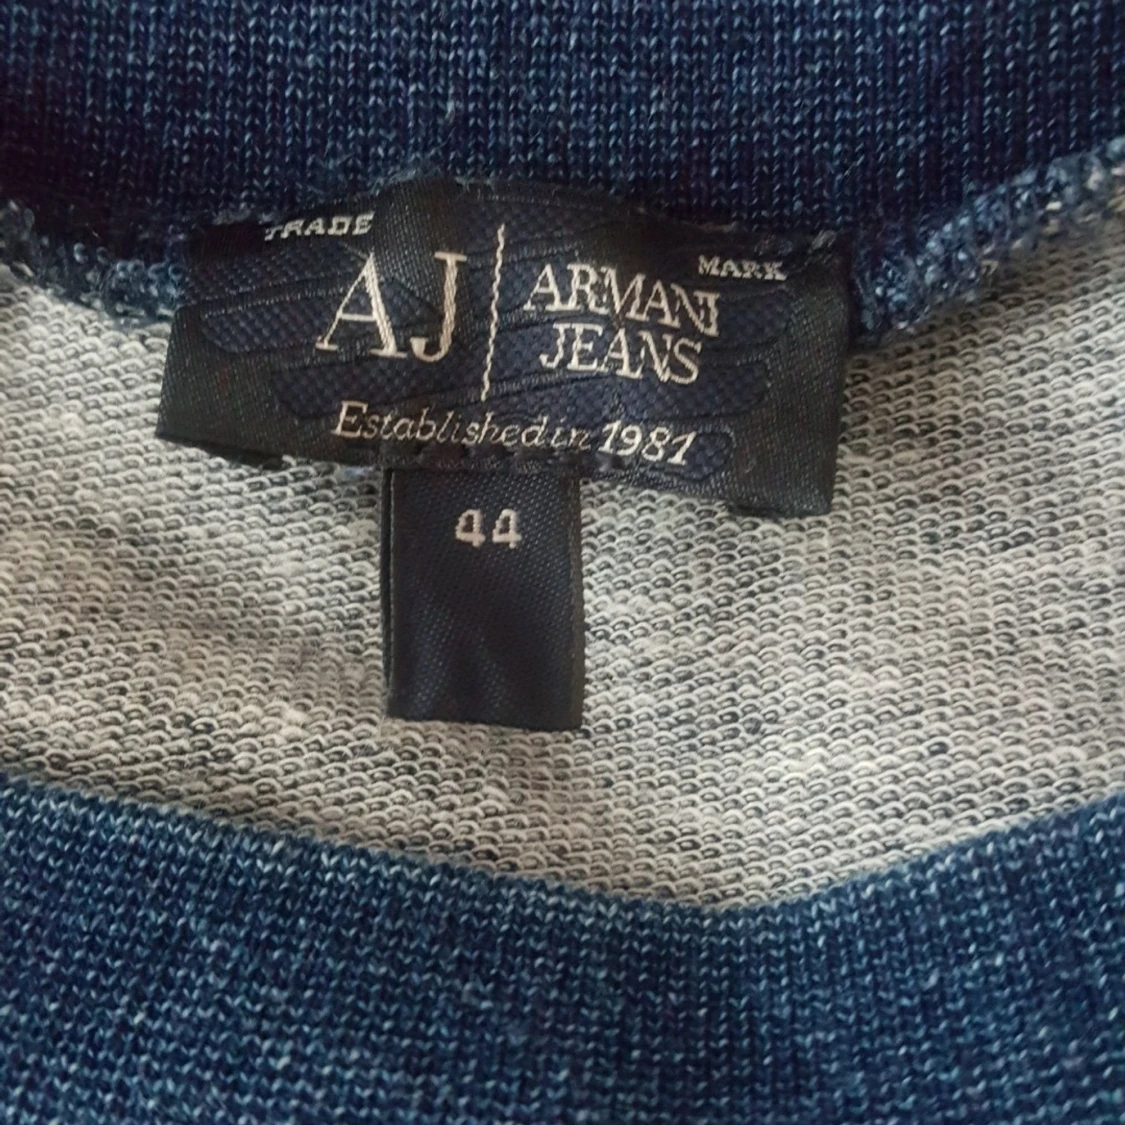 TRADE MARK
AJ
ARMANI
JEANS
Established in 1981
44